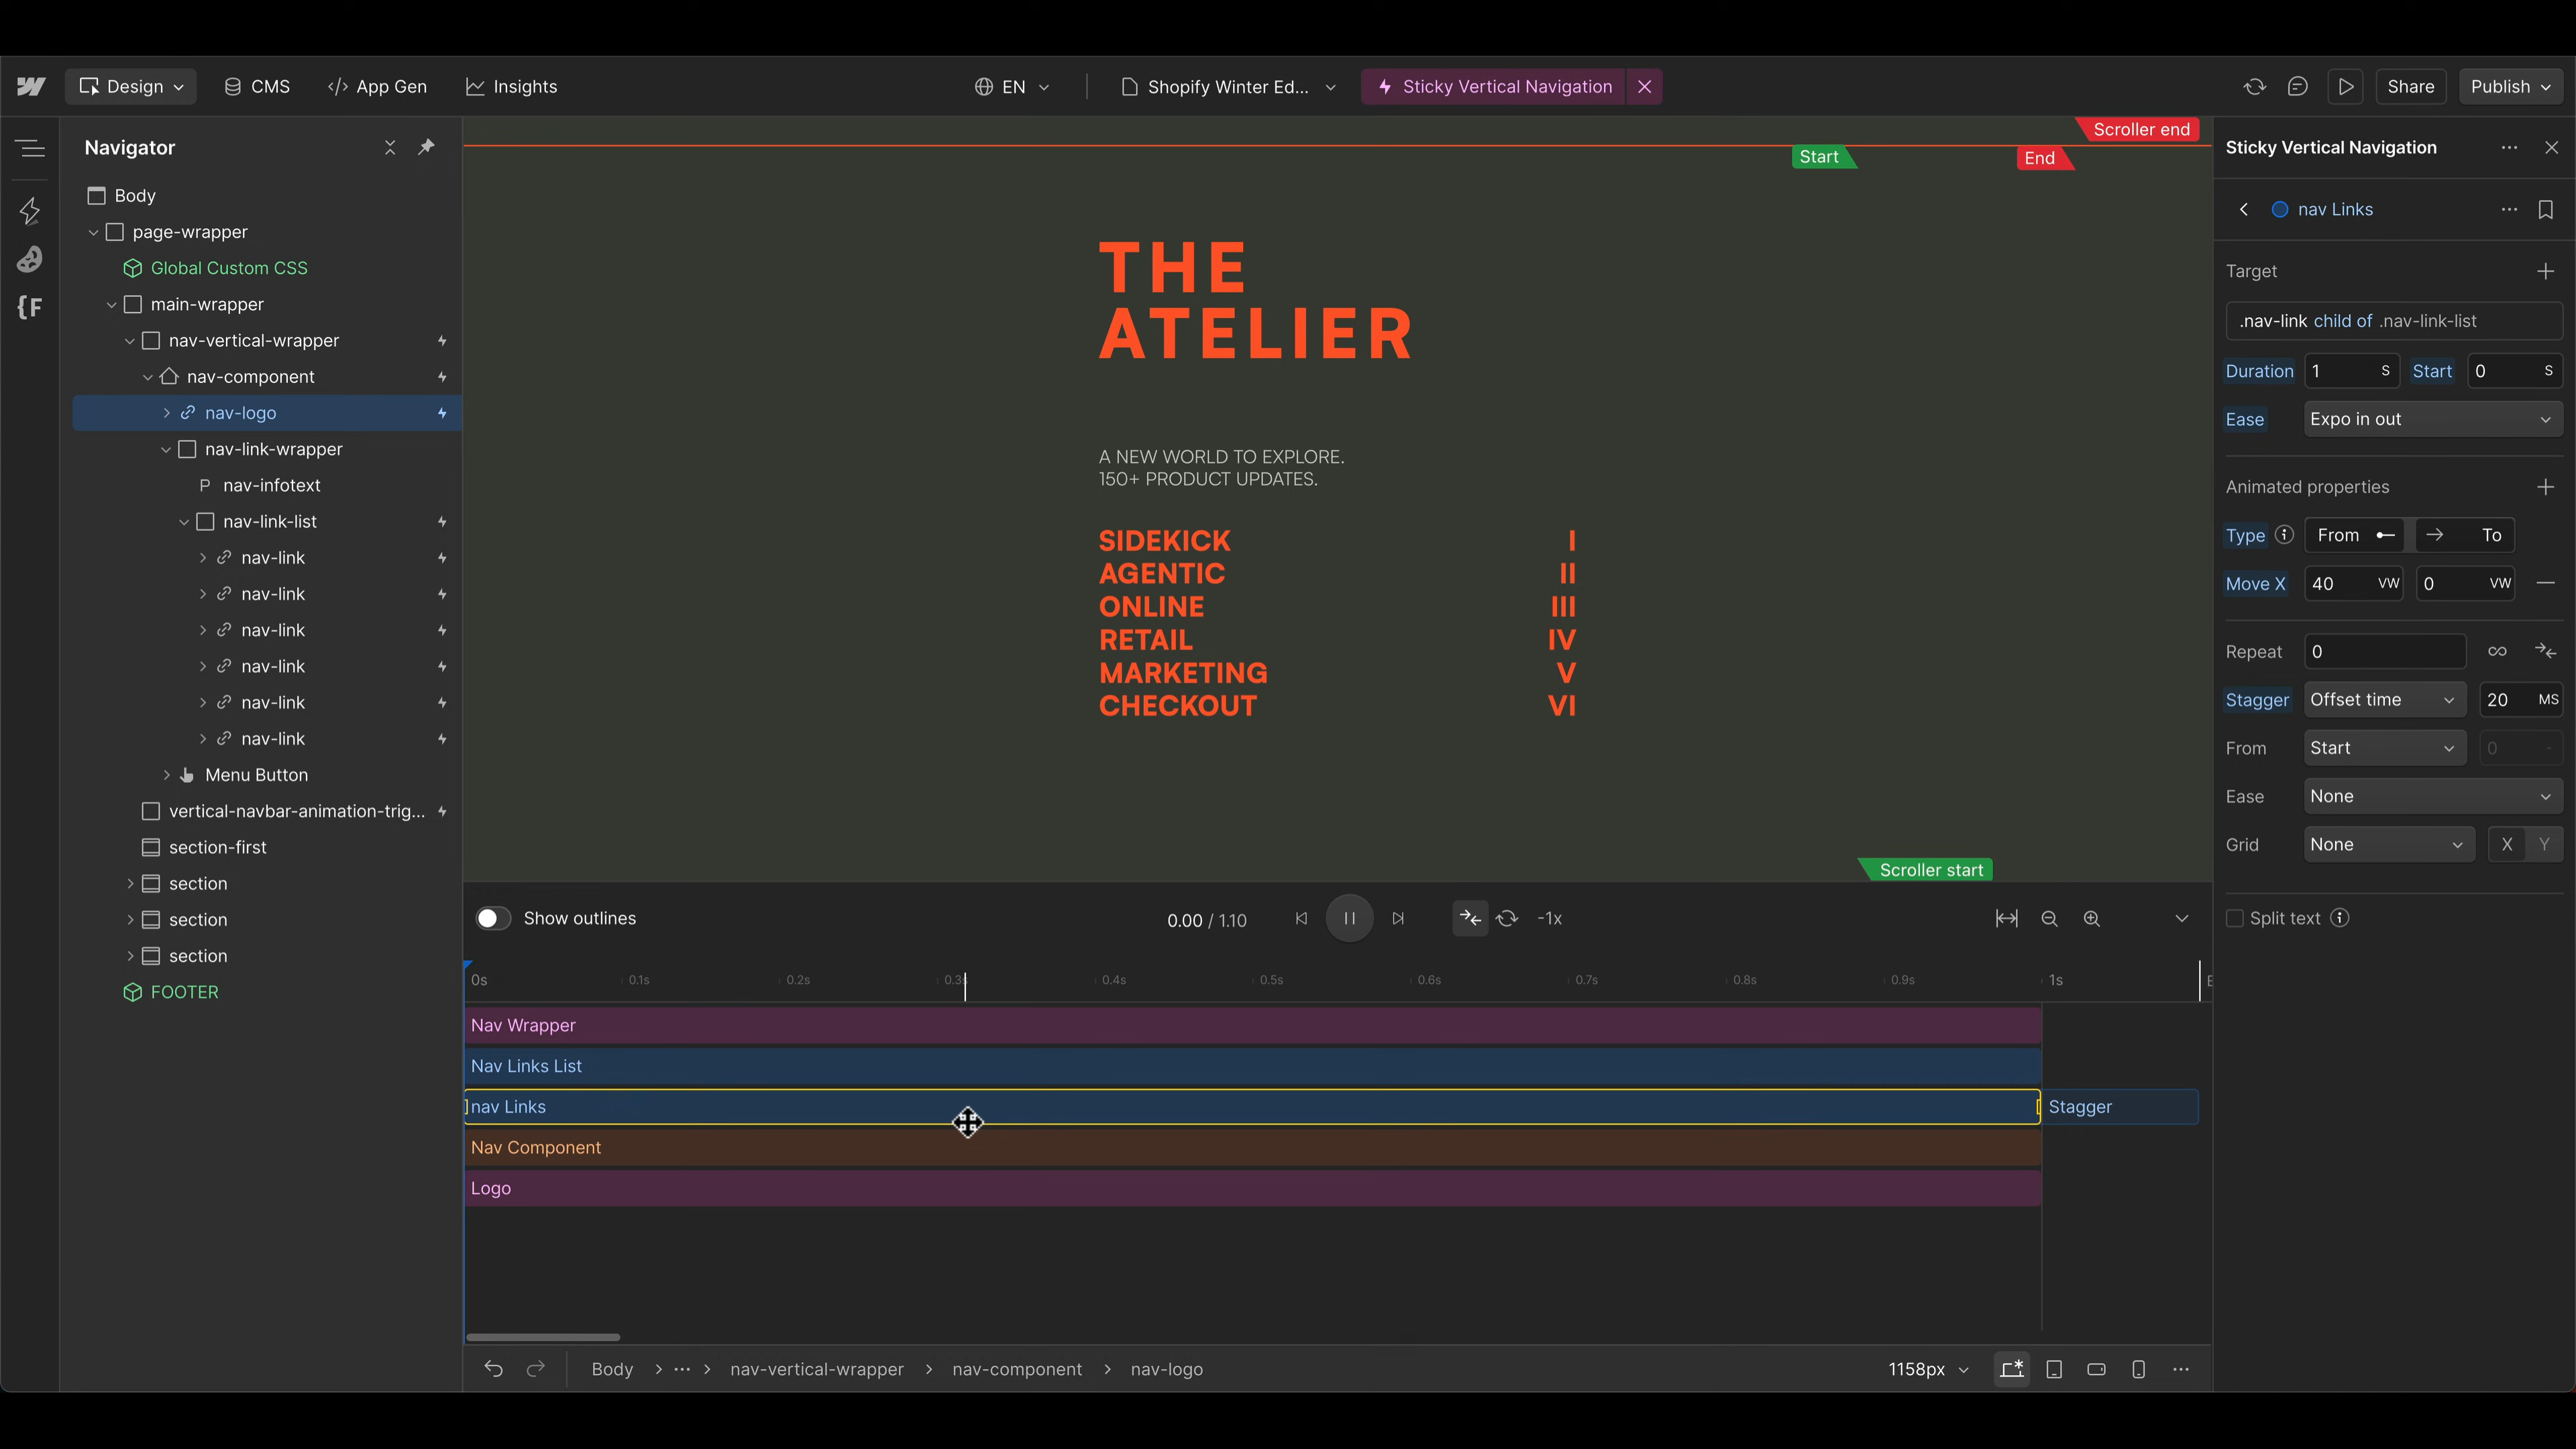 Design
CMS
App Gen
Insights
EN
Shopify Winter Ed...
Sticky Vertical Navigation
Share
Publish
Navigator
Body
page-wrapper
Global Custom CSS
main-wrapper
nav-vertical-wrapper
nav-component
nav-logo
nav-link-wrapper
P nav-infotext
nav-link-list
nav-link
nav-link
nav-link
nav-link
nav-link
nav-link
Menu Button
vertical-navbar-animation-trig...
section-first
section
section
section
FOOTER
Scroller end
Start
End
THE
ATELIER
A NEW WORLD TO EXPLORE.
150+ PRODUCT UPDATES.
SIDEKICK I
AGENTIC II
ONLINE III
RETAIL IV
MARKETING V
CHECKOUT VI
Scroller start
Show outlines
0.00 / 1.10
-1x
0s 0.1s 0.2s 0.3s 0.4s 0.5s 0.6s 0.7s 0.8s 0.9s 1s
Nav Wrapper
Nav Links List
nav Links
Stagger
Nav Component
Logo
Body > ... > nav-vertical-wrapper > nav-component > nav-logo
1158px
Sticky Vertical Navigation
nav Links
Target
.nav-link child of .nav-link-list
Duration 1 S Start 0 S
Ease Expo in out
Animated properties
Type From To
Move X 40 VW 0 VW
Repeat 0
Stagger Offset time 20 MS
From Start 0 -
Ease None
Grid None X Y
Split text